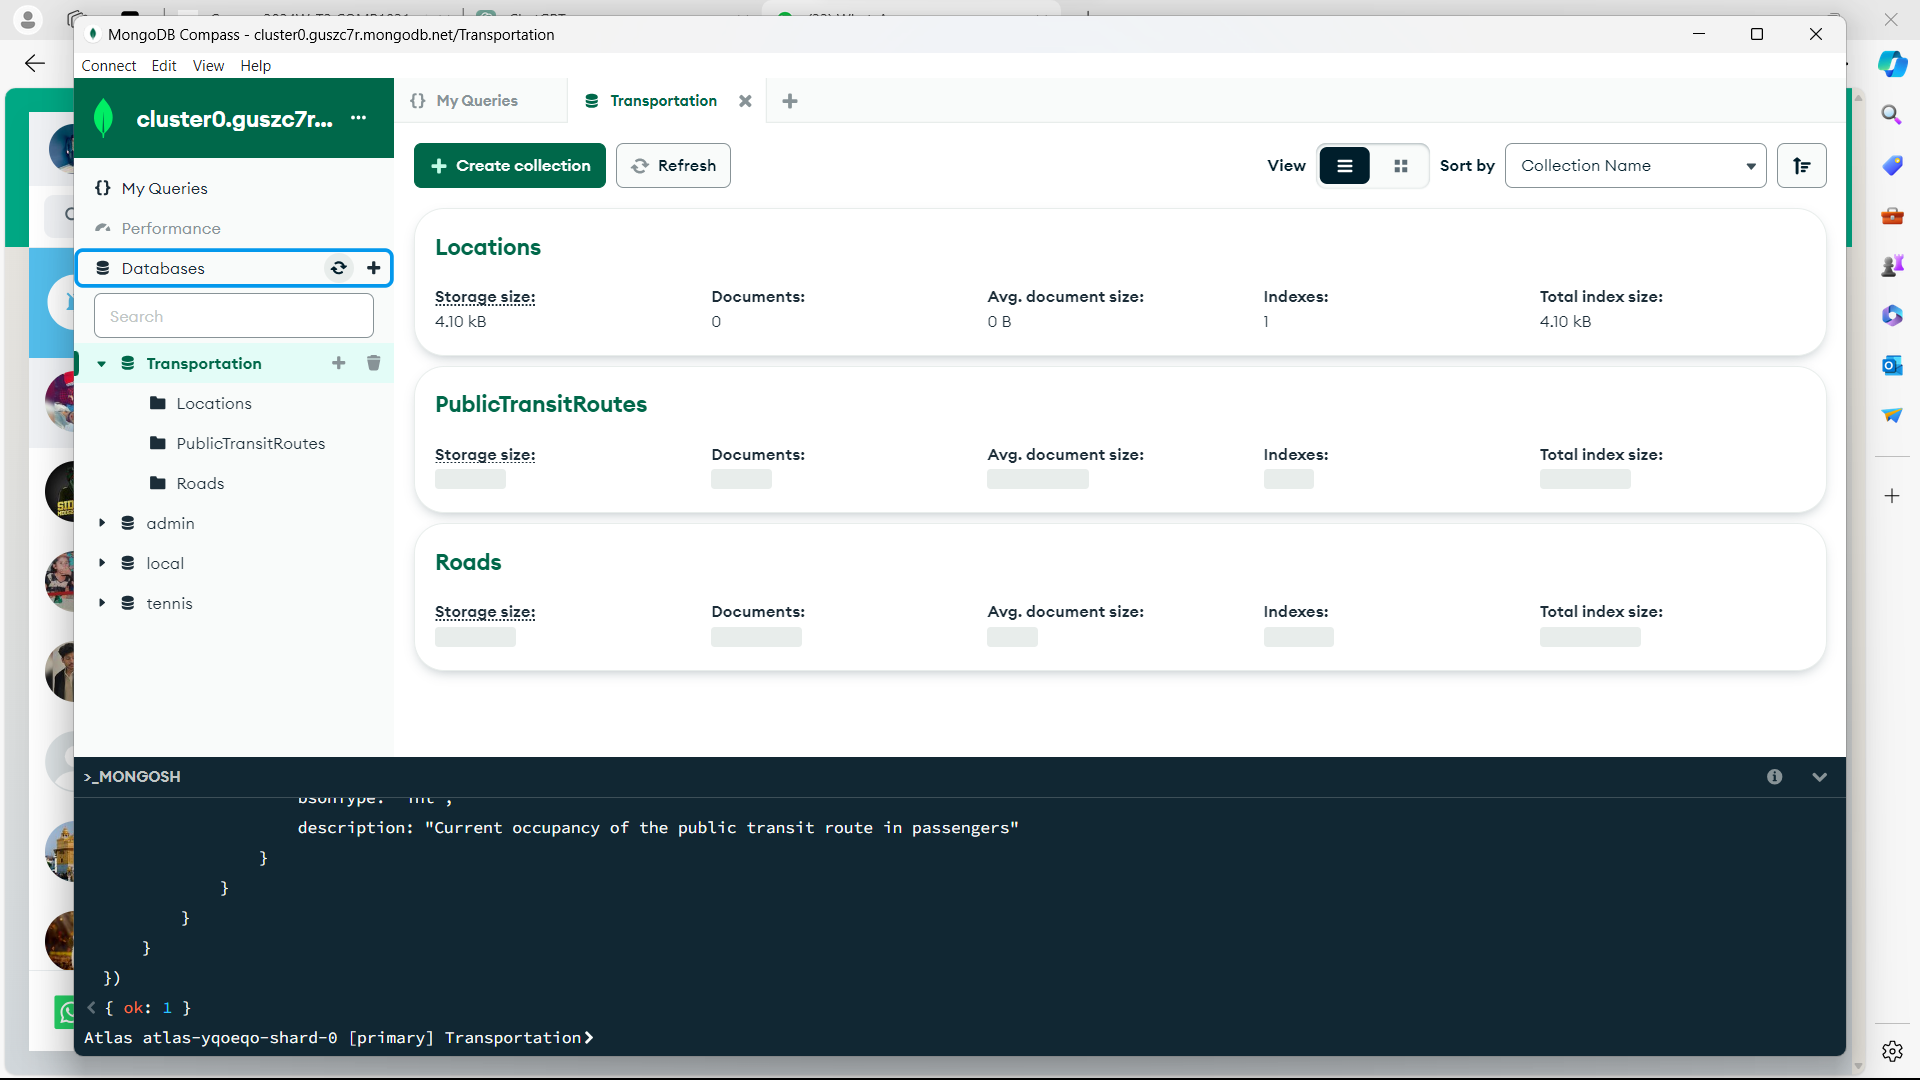 MongoDB Compass - cluster0.guszc7r.mongodb.net/Transportation
Connect Edit View Help
cluster0.guszc7r... ...
{} My Queries
Performance
Databases
Search
Transportation
Locations
PublicTransitRoutes
Roads
admin
local
tennis
{} My Queries
Transportation
Create collection
Refresh
View
Sort by
Collection Name
Locations
Storage size: Documents: Avg. document size: Indexes: Total index size:
4.10 kB 0 0 B 1 4.10 kB
PublicTransitRoutes
Storage size: Documents: Avg. document size: Indexes: Total index size:
Roads
Storage size: Documents: Avg. document size: Indexes: Total index size:
>_MONGOSH
bsonType: "int",
description: "Current occupancy of the public transit route in passengers"
}
}
}
}
})
< { ok: 1 }
Atlas atlas-yqoeqo-shard-0 [primary] Transportation>